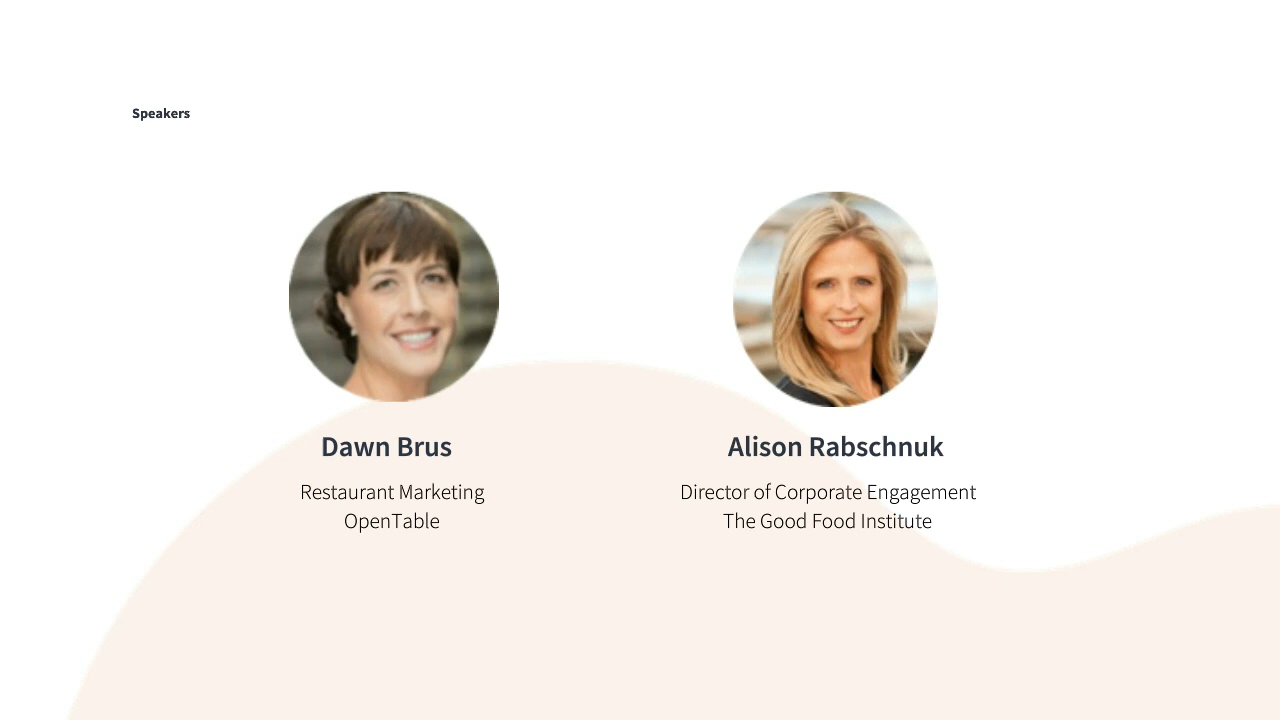 Speakers
Dawn Brus
Restaurant Marketing
OpenTable
Alison Rabschnuk
Director of Corporate Engagement
The Good Food Institute